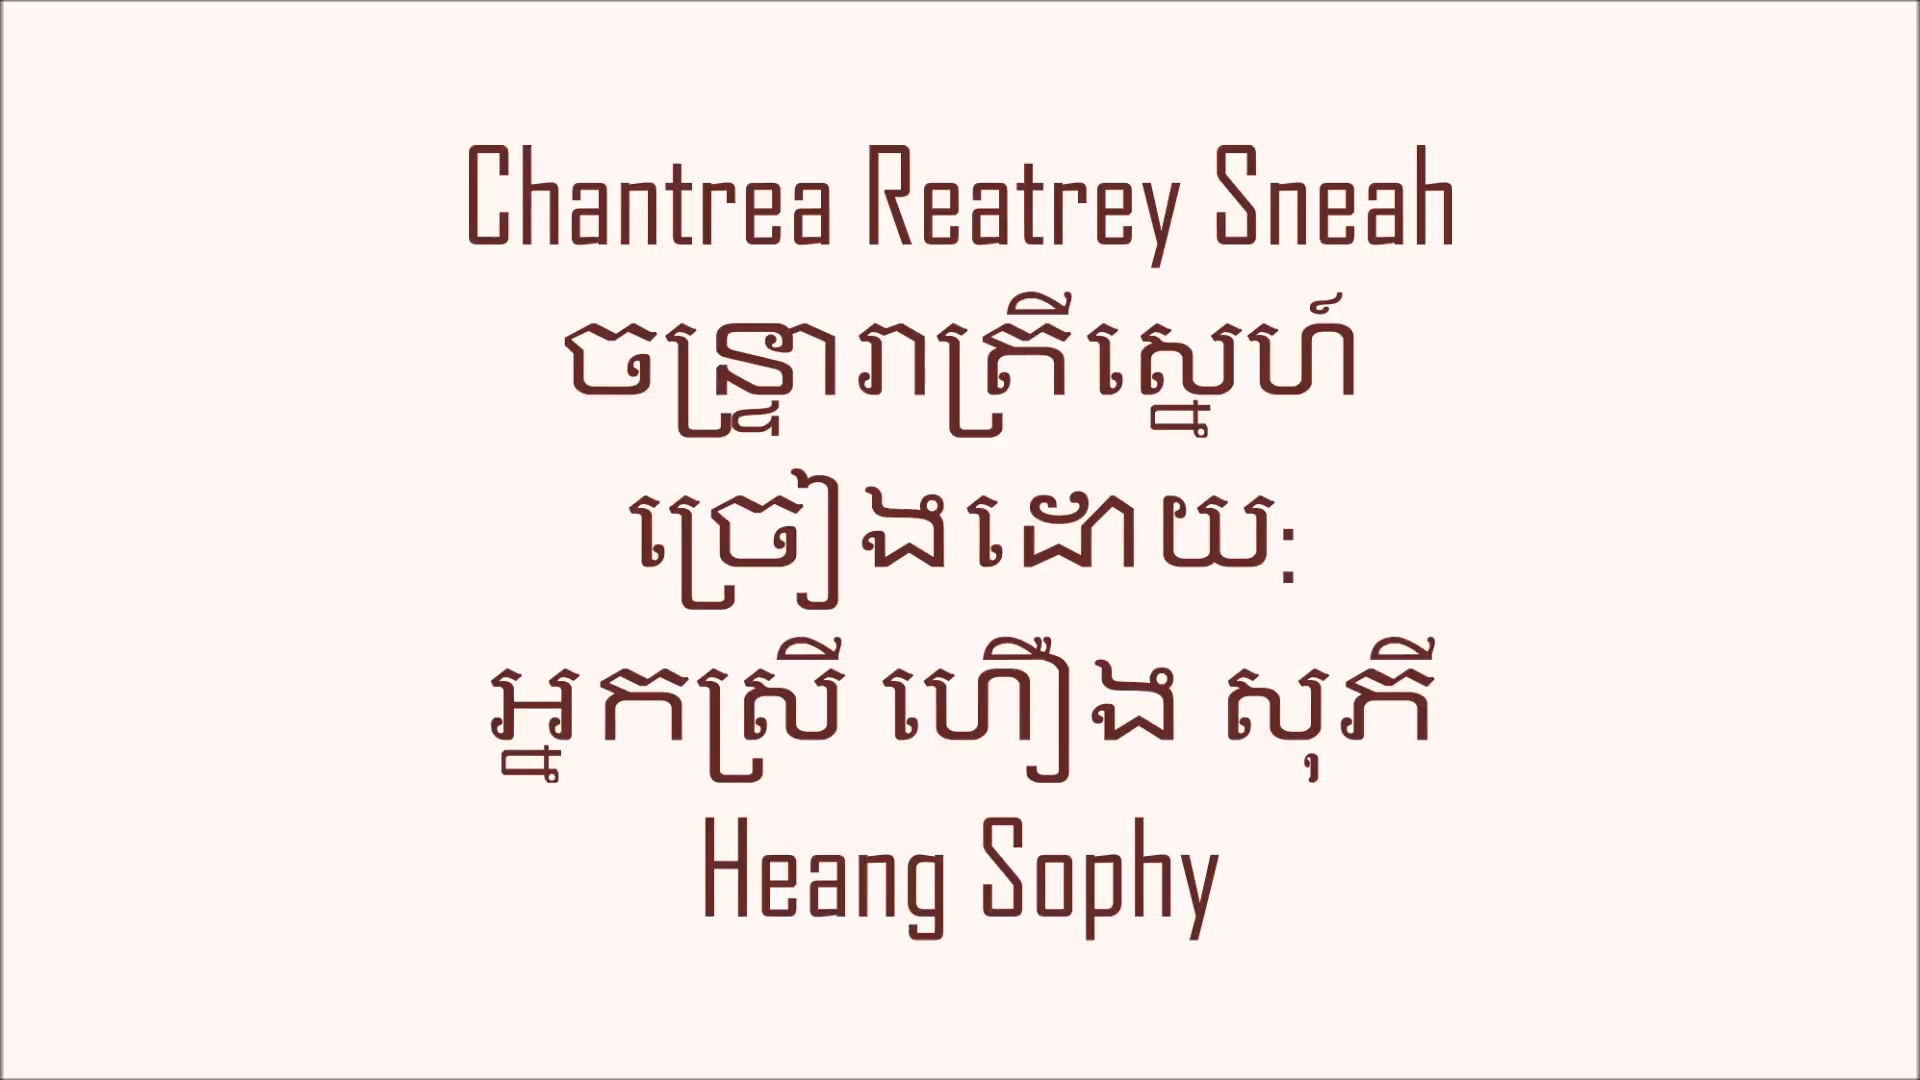 Chantrea Reatrey Sneah
ចន្ទ្រារាត្រីស្នេហ៍
ច្រៀងដោយ:
អ្នកស្រី ហឿង សុភី
Heang Sophy